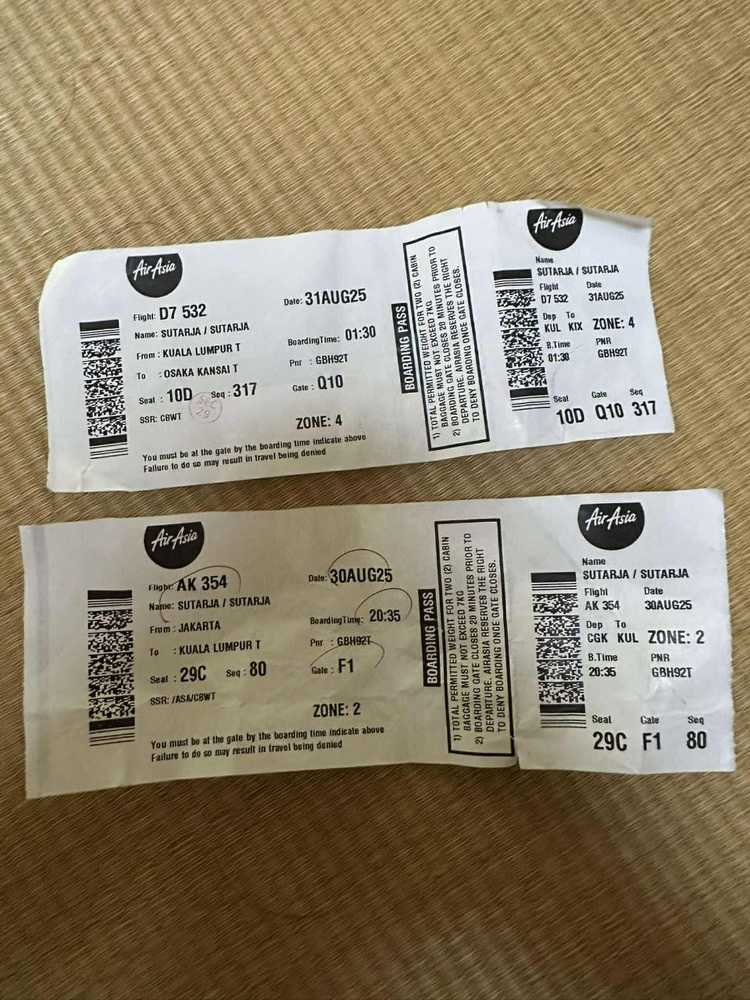 AirAsia
Flight: D7 532
Date: 31AUG25
Name: SUTARJA / SUTARJA
From : KUALA LUMPUR T
BoardingTime: 01:30
To : OSAKA KANSAI T
Pnr : GBH92T
Seat : 10D Seq : 317
Gate : Q10
SSR: CBWT
ZONE: 4
You must be at the gate by the boarding time indicate above
Failure to do so may result in travel being denied
BOARDING PASS
1) TOTAL PERMITTED WEIGHT FOR TWO (2) CABIN
BAGGAGE MUST NOT EXCEED 7KG
2) BOARDING GATE CLOSES 20 MINUTES PRIOR TO
DEPARTURE. AIRASIA RESERVES THE RIGHT
TO DENY BOARDING ONCE GATE CLOSES.
AirAsia
Name
SUTARJA / SUTARJA
Flight Date
D7 532 31AUG25
Dep To
KUL KIX ZONE: 4
B.Time PNR
01:30 GBH92T
Seat Gate Seq
10D Q10 317
AirAsia
Flight: AK 354
Date: 30AUG25
Name: SUTARJA / SUTARJA
From : JAKARTA
BoardingTime: 20:35
To : KUALA LUMPUR T
Pnr : GBH92T
Seat : 29C Seq : 80
Gate : F1
SSR: /ASA/CBWT
ZONE: 2
You must be at the gate by the boarding time indicate above
Failure to do so may result in travel being denied
BOARDING PASS
1) TOTAL PERMITTED WEIGHT FOR TWO (2) CABIN
BAGGAGE MUST NOT EXCEED 7KG
2) BOARDING GATE CLOSES 20 MINUTES PRIOR TO
DEPARTURE. AIRASIA RESERVES THE RIGHT
TO DENY BOARDING ONCE GATE CLOSES.
AirAsia
Name
SUTARJA / SUTARJA
Flight Date
AK 354 30AUG25
Dep To
CGK KUL ZONE: 2
B.Time PNR
20:35 GBH92T
Seat Gate Seq
29C F1 80